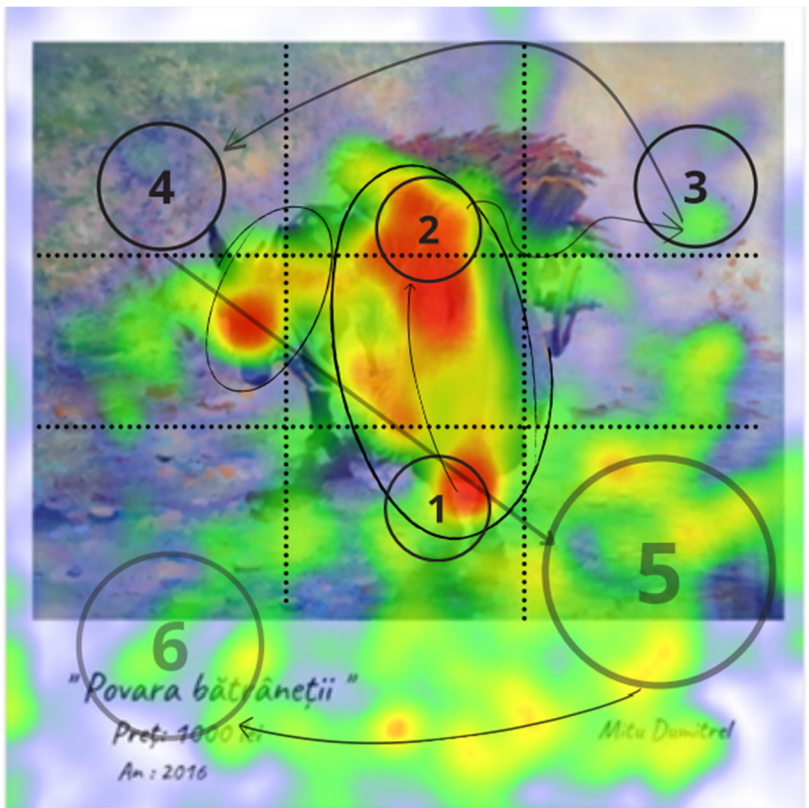 4
3
2
1
5
6
"Povara bătrâneții"
Preț: 1000 lei
Mitu Dumitrel
An : 2016